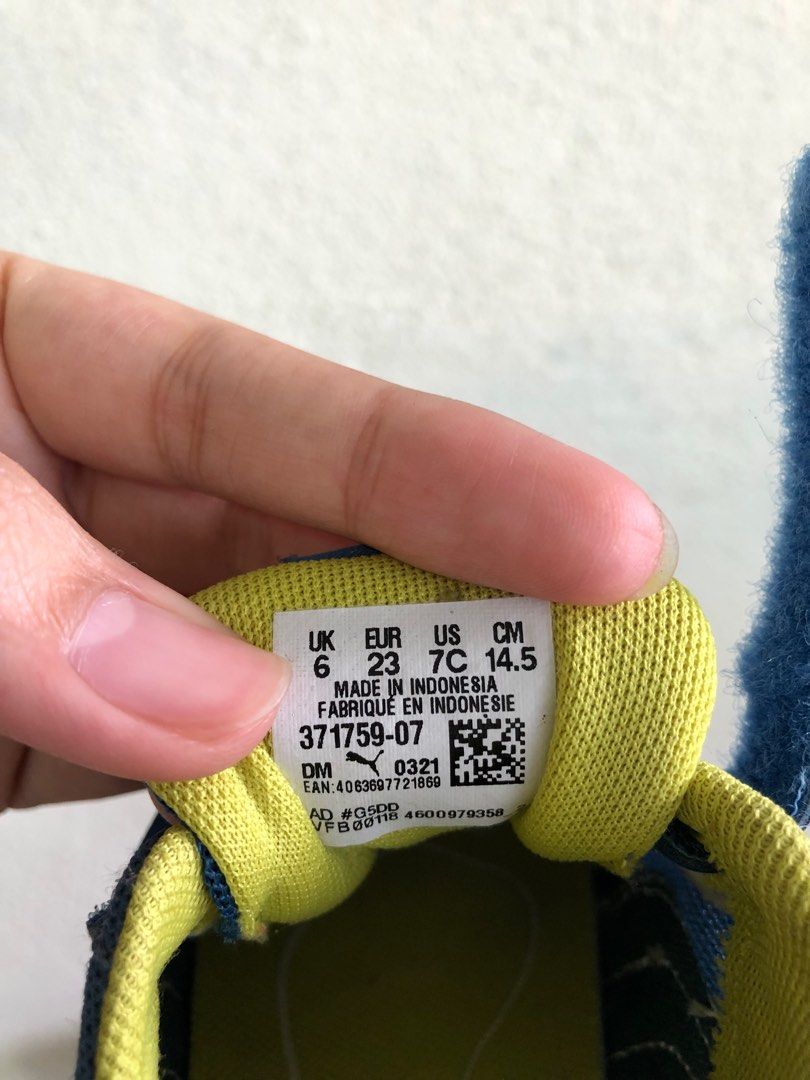 UK EUR US CM
6 23 7C 14.5
MADE IN INDONESIA
FABRIQUÉ EN INDONESIE
371759-07
DM 0321
EAN:4063697721869
AD #G5DD
VFB00118 4600979358